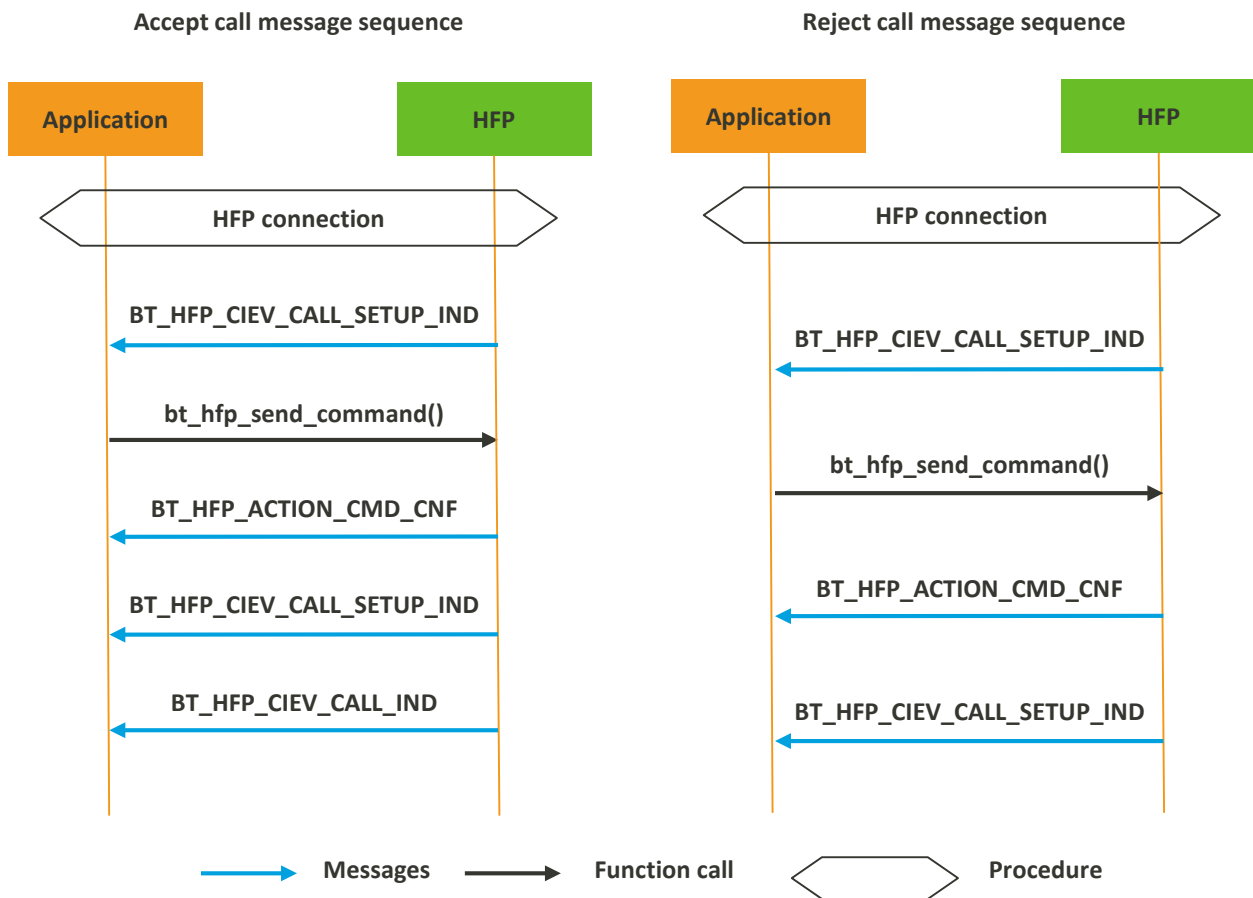 Accept call message sequence
Application
HFP
HFP connection
BT_HFP_CIEV_CALL_SETUP_IND
bt_hfp_send_command()
BT_HFP_ACTION_CMD_CNF
BT_HFP_CIEV_CALL_SETUP_IND
BT_HFP_CIEV_CALL_IND
Reject call message sequence
Application
HFP
HFP connection
BT_HFP_CIEV_CALL_SETUP_IND
bt_hfp_send_command()
BT_HFP_ACTION_CMD_CNF
BT_HFP_CIEV_CALL_SETUP_IND
Messages
Function call
Procedure